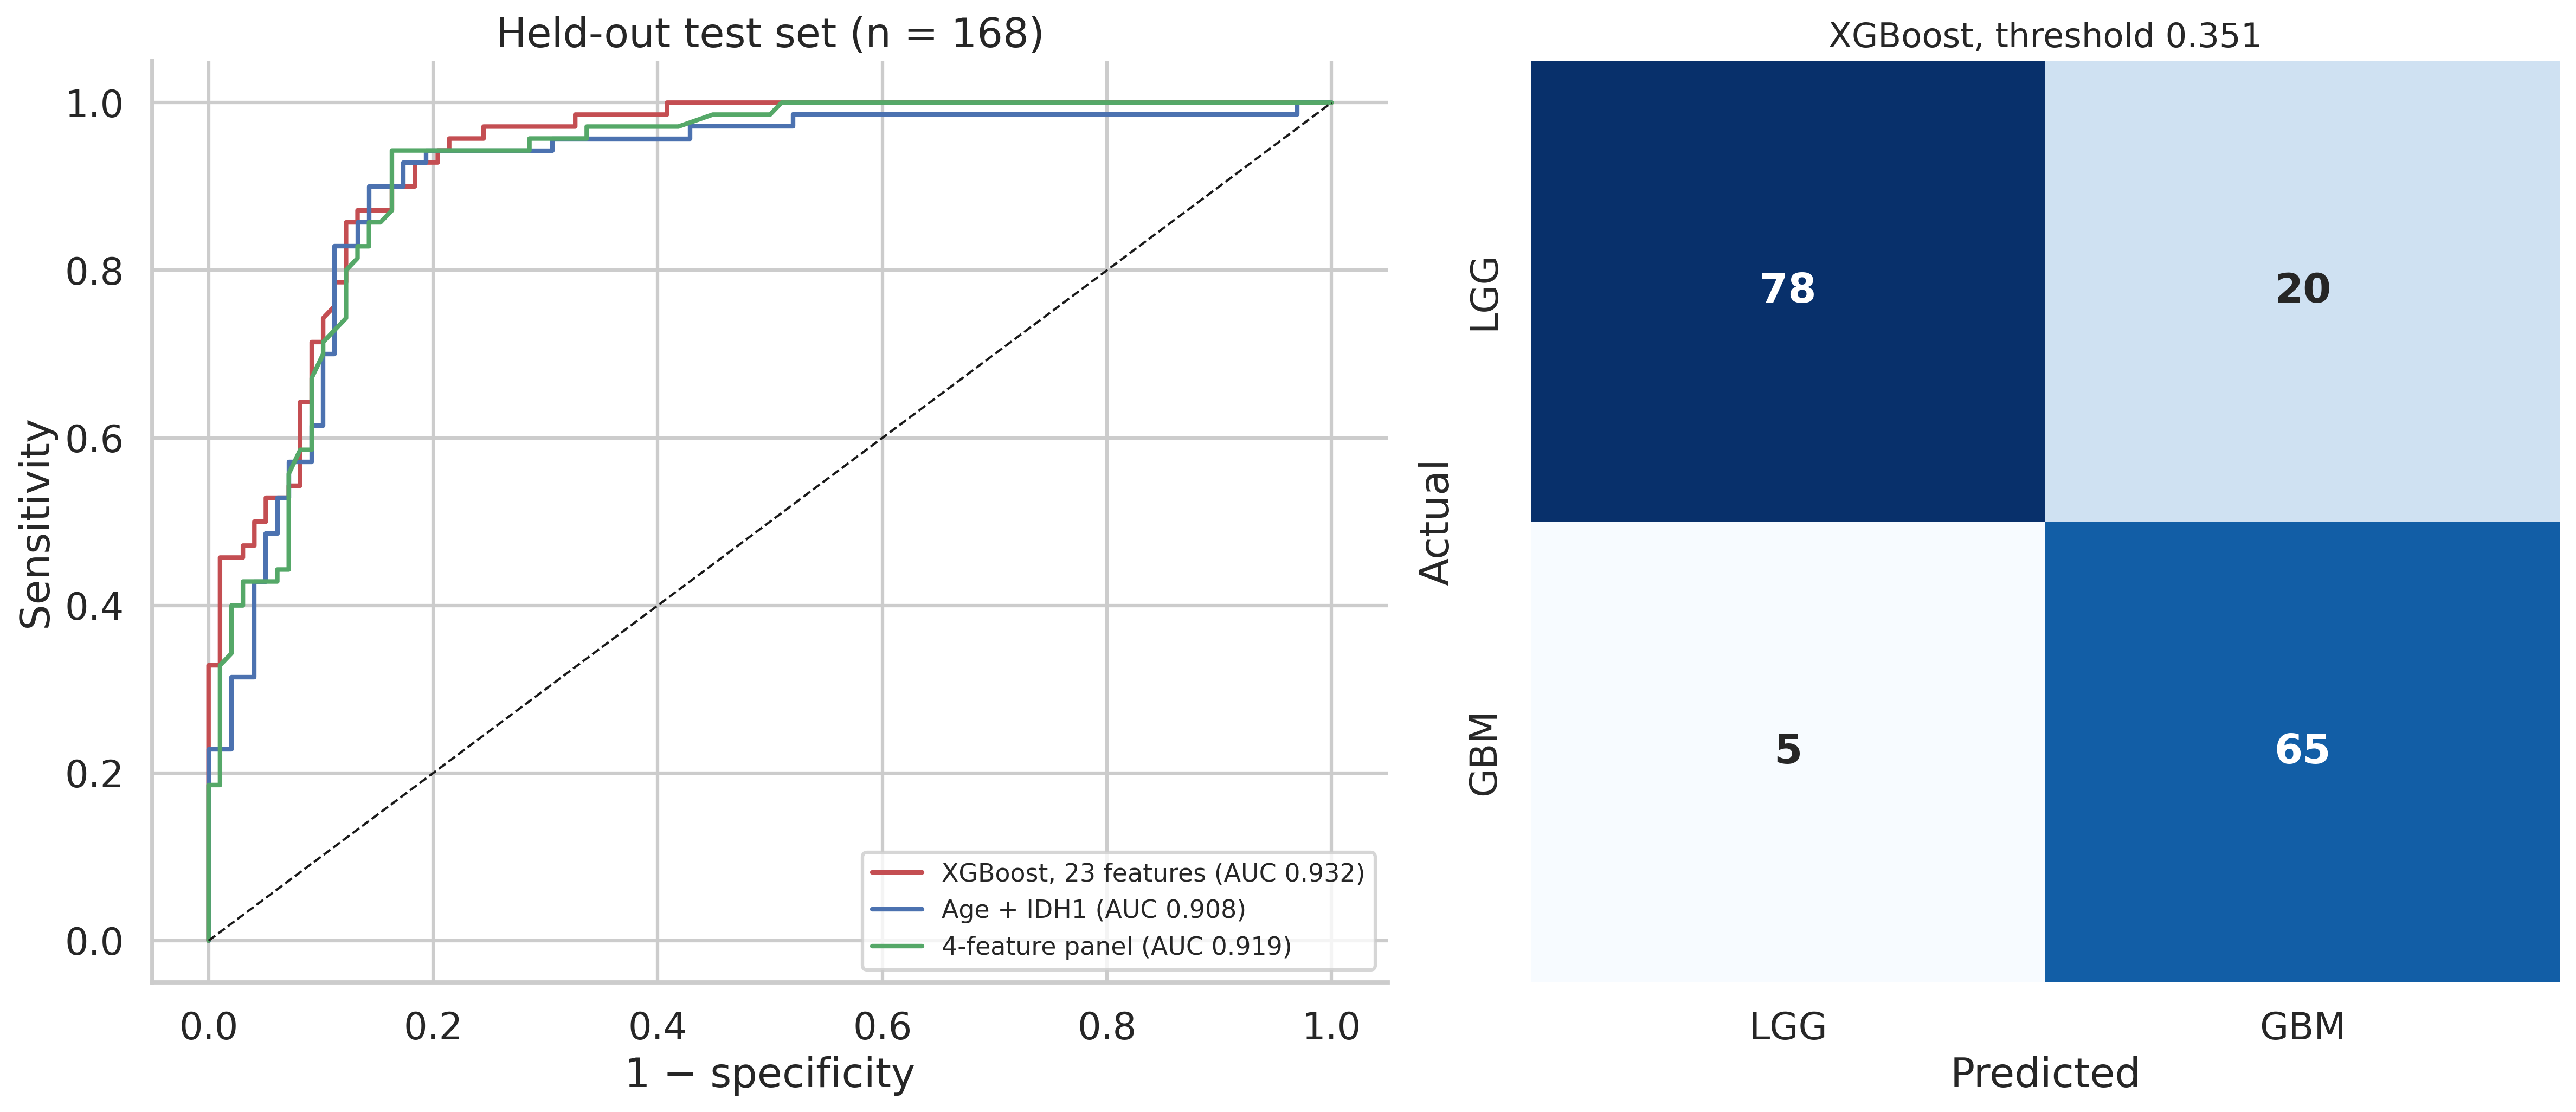 Held-out test set (n = 168)
Sensitivity
1.0
0.8
0.6
0.4
0.2
0.0
0.0 0.2 0.4 0.6 0.8 1.0
1 − specificity
XGBoost, 23 features (AUC 0.932)
Age + IDH1 (AUC 0.908)
4-feature panel (AUC 0.919)
XGBoost, threshold 0.351
Actual
LGG
78 20
GBM
5 65
LGG GBM
Predicted